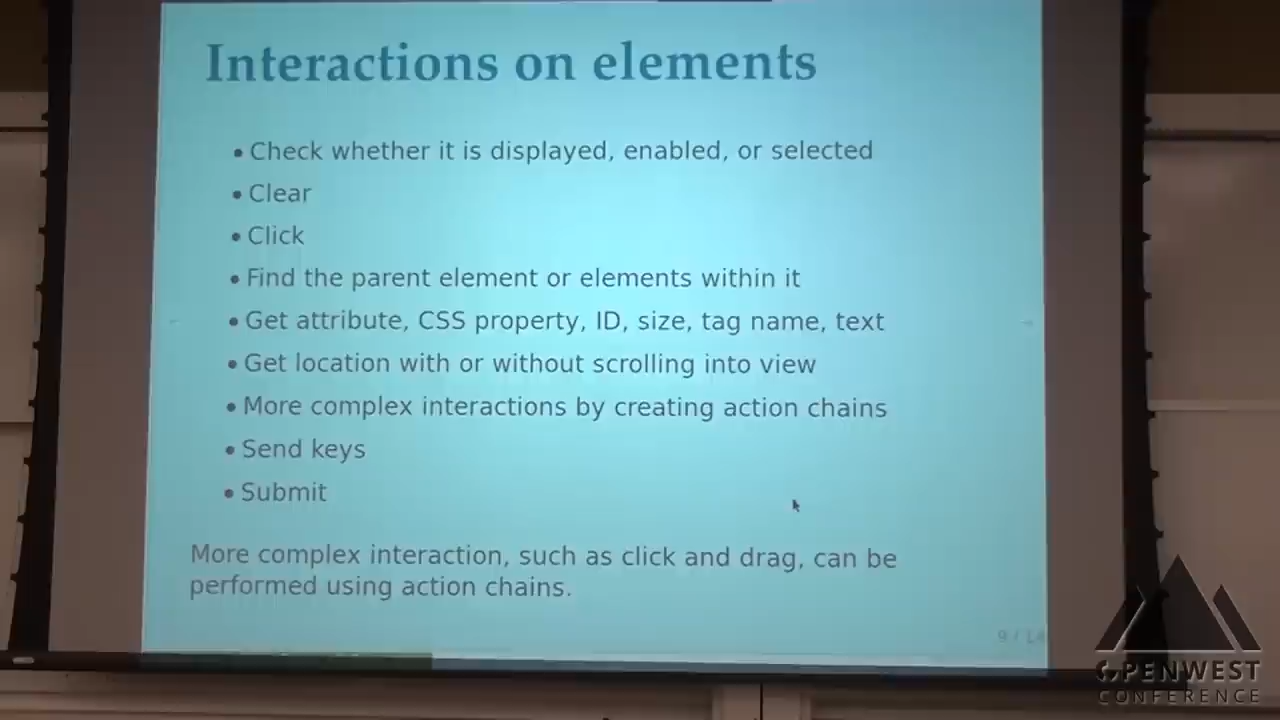 Interactions on elements
• Check whether it is displayed, enabled, or selected
• Clear
• Click
• Find the parent element or elements within it
• Get attribute, CSS property, ID, size, tag name, text
• Get location with or without scrolling into view
• More complex interactions by creating action chains
• Send keys
• Submit
More complex interaction, such as click and drag, can be
performed using action chains.
9 / 14
OPENWEST
CONFERENCE